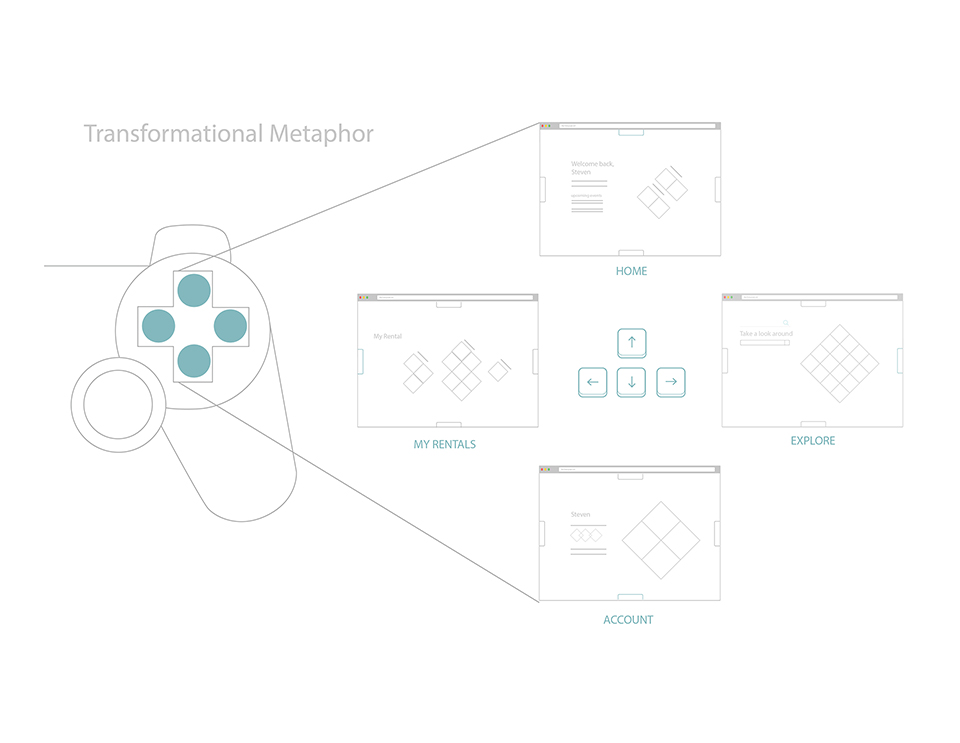 Transformational Metaphor
Welcome back,
Steven
HOME
My Rental
MY RENTALS
Take a look around
EXPLORE
Steven
ACCOUNT